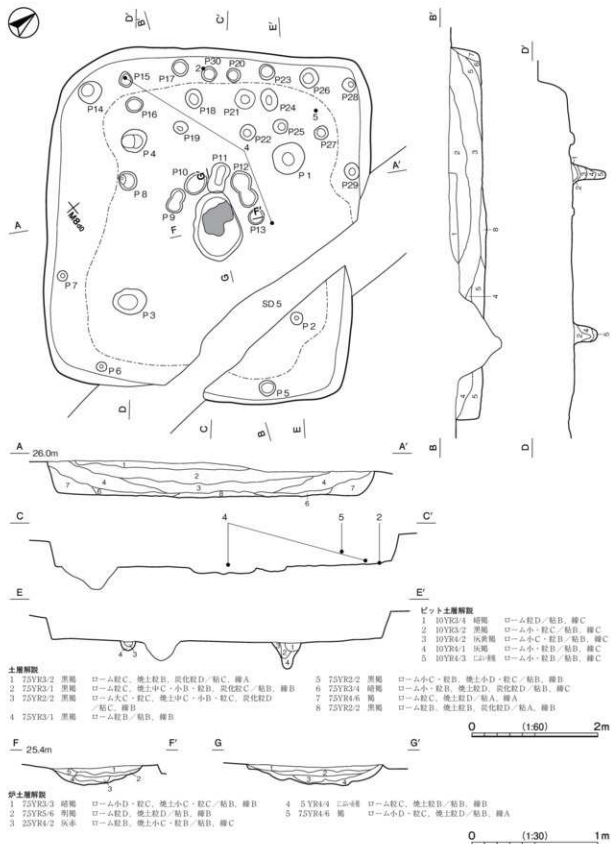 D'
B'
C'
E'
B'
D'
P15
P17
P30
P20
2
P23
P26
P28
P14
P16
P18
P21
P24
5
P4
P19
P22
P25
P27
4
P1
P8
P10
P11
P12
P29
A'
G'
P9
P13
F'
F
A
M8d0
P7
G
SD5
P3
P2
P6
P5
D
C
B
E
B
D
A 26.0m A'
C C'
4 5 2
E E'
ピット土層解説
1 10YR3/4 暗褐 ローム粒D/粘B、締C
2 10YR3/2 黒褐 ローム小・粒C/粘B、締C
3 10YR4/2 灰黄褐 ローム小C・粒B/粘B、締C
4 10YR4/1 灰褐 ローム小・粒B/粘B、締C
5 10YR4/3 にぶい黄褐 ローム小・粒B/粘B、締C
土層解説
1 7.5YR3/2 黒褐 ローム粒C、焼土粒B、炭化粒D/粘C、締A
2 7.5YR3/1 黒褐 ローム粒C、焼土中C・小B・粒B、炭化粒C/粘B、締B
3 7.5YR2/2 黒褐 ローム大C・粒C、焼土中C・小B・粒C、炭化粒D
/粘C、締B
4 7.5YR3/1 黒褐 ローム粒B/粘B、締B
5 7.5YR2/2 黒褐 ローム小C・粒B、焼土小D・粒C/粘B、締B
6 7.5YR3/4 暗褐 ローム小・粒B、焼土粒D、炭化粒D/粘B、締C
7 7.5YR4/6 褐 ローム粒C、焼土粒D/粘A、締A
8 7.5YR2/2 黒褐 ローム粒B、焼土粒B、炭化粒D/粘A、締B
0 (1:60) 2m
F 25.4m F' G G'
炉土層解説
1 7.5YR3/3 暗褐 ローム小D・粒C、焼土小C・粒C/粘B、締B
2 7.5YR5/6 明褐 ローム粒D、焼土粒D/粘B、締B
3 2.5YR4/2 灰赤 ローム粒B、焼土小C・粒B/粘B、締C
4 5YR4/4 にぶい赤褐 ローム粒C、焼土粒B/粘B、締B
5 7.5YR4/6 褐 ローム小D・粒C、焼土粒D/粘B、締A
0 (1:30) 1m